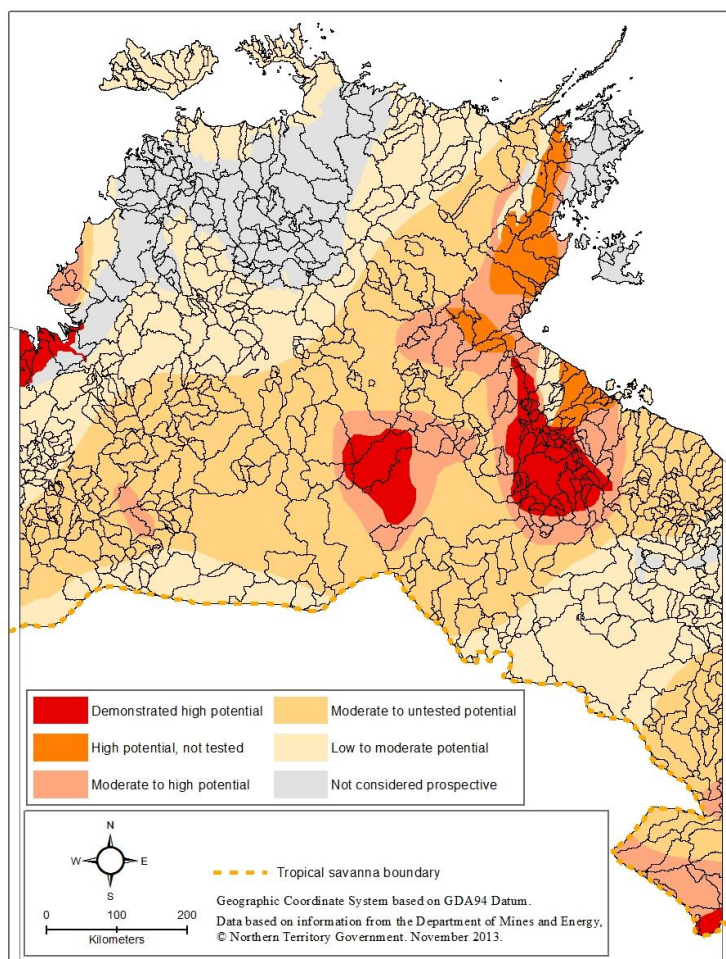 Demonstrated high potential
Moderate to untested potential
High potential, not tested
Low to moderate potential
Moderate to high potential
Not considered prospective
N
W E
S
0 100 200
Kilometers
Tropical savanna boundary
Geographic Coordinate System based on GDA94 Datum.
Data based on information from the Department of Mines and Energy,
© Northern Territory Government. November 2013.